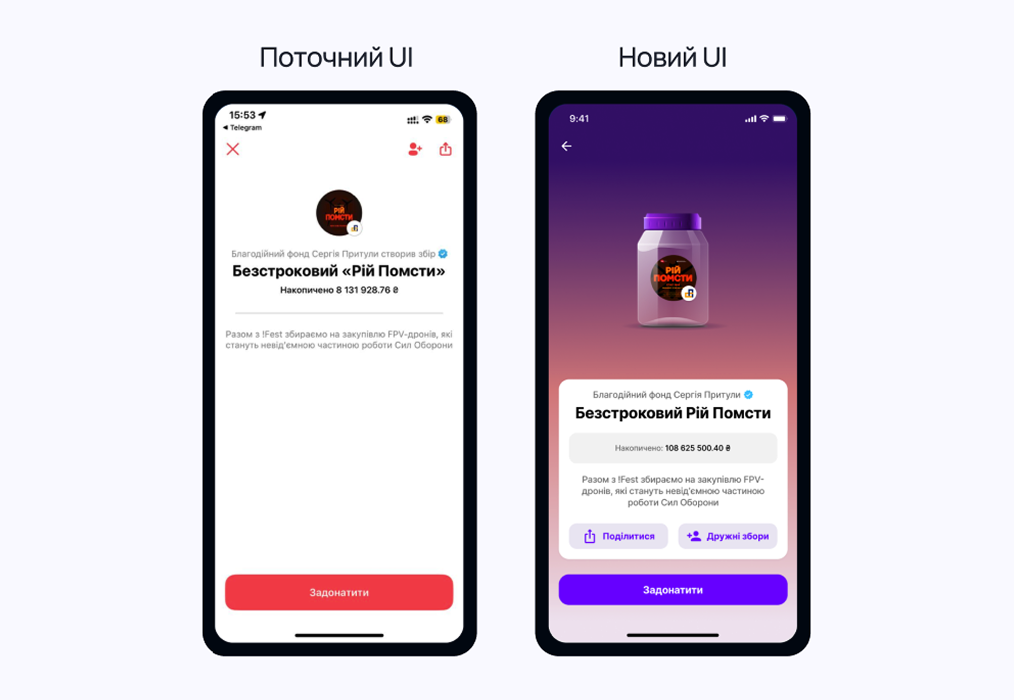 Поточний UI
Новий UI
15:53
68
◄ Telegram
РІЙ
ПОМСТИ
Благодійний фонд Сергія Притули створив збір
Безстроковий «Рій Помсти»
Накопичено 8 131 928.76 ₴
Разом з !Fest збираємо на закупівлю FPV-дронів, які
стануть невід'ємною частиною роботи Сил Оборони
Задонатити
9:41
РІЙ
ПОМСТИ
Благодійний фонд Сергія Притули
Безстроковий Рій Помсти
Накопичено: 108 625 500.40 ₴
Разом з !Fest збираємо на закупівлю FPV-
дронів, які стануть невід'ємною частиною
роботи Сил Оборони
Поділитися
Дружні збори
Задонатити